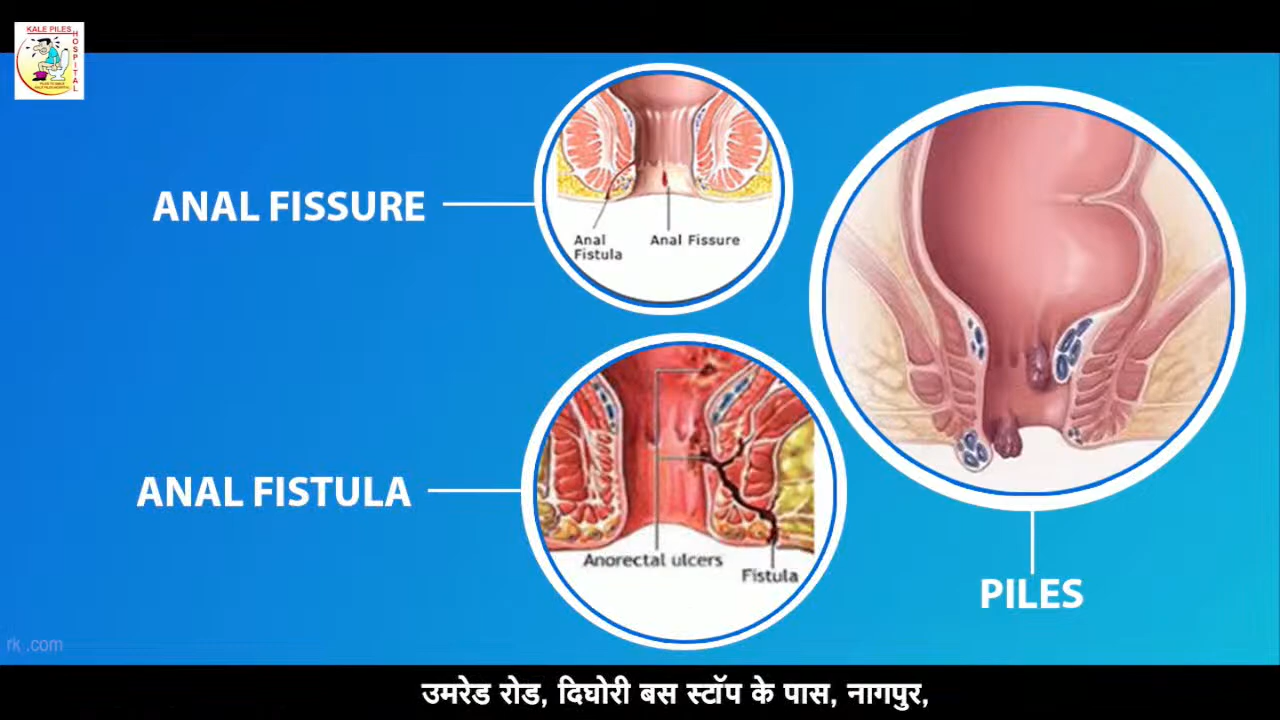 KALE PILES
HOSPITAL
ANAL FISSURE
Anal
Fistula
Anal Fissure
ANAL FISTULA
Anorectal ulcers
Fistula
PILES
rk .com
उमरेड रोड, दिघोरी बस स्टॉप के पास, नागपुर,